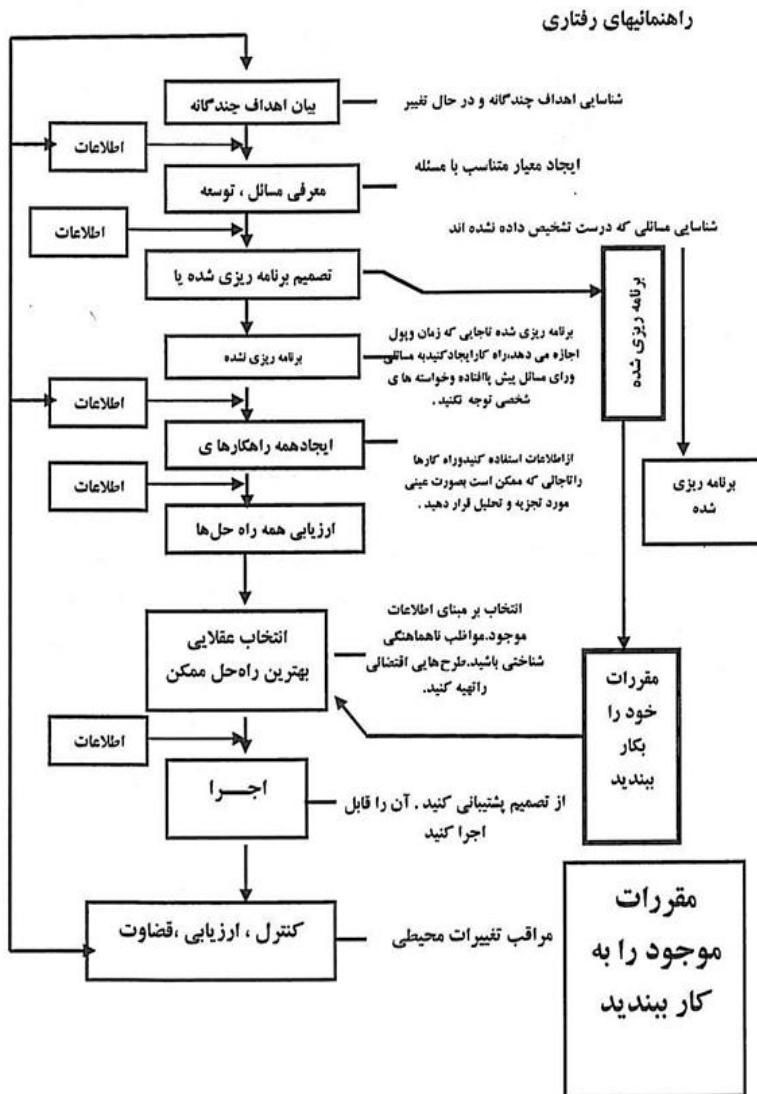 راهنمائیهای رفتاری
بیان اهداف چندگانه
شناسایی اهداف چندگانه و در حال تغییر
اطلاعات
ایجاد معیار متناسب با مسئله
معرفی مسائل ، توسعه
اطلاعات
شناسایی مسائلی که درست تشخیص داده نشده اند
تصمیم برنامه ریزی شده یا
برنامه ریزی شده
برنامه ریزی نشده
برنامه ریزی شده تاجایی که زمان وپول
اجازه می دهد،راه کارایجادکنیدبه مسائلی
ورای مسائل پیش پاافتاده وخواسته ها ی
شخصی توجه نکنید .
اطلاعات
ایجادهمه راهکارها ی
ازاطلاعات استفاده کنیدوراه کارها
راتاجائی که ممکن است بصورت عینی
مورد تجزیه و تحلیل قرار دهید .
برنامه ریزی
شده
اطلاعات
ارزیابی همه راه حل‌ها
انتخاب عقلایی
بهترین راه‌حل ممکن
انتخاب بر مبنای اطلاعات
موجود.مواظب ناهماهنگی
شناختی باشید.طرح‌هایی اقتضائی
راتهیه کنید.
مقررات
خود را
بکار
ببندید
اطلاعات
اجـــرا
از تصمیم پشتیبانی کنید . آن را قابل
اجرا کنید
کنترل ، ارزیابی ،قضاوت
مراقب تغییرات محیطی
مقررات
موجود را به
کار ببندید